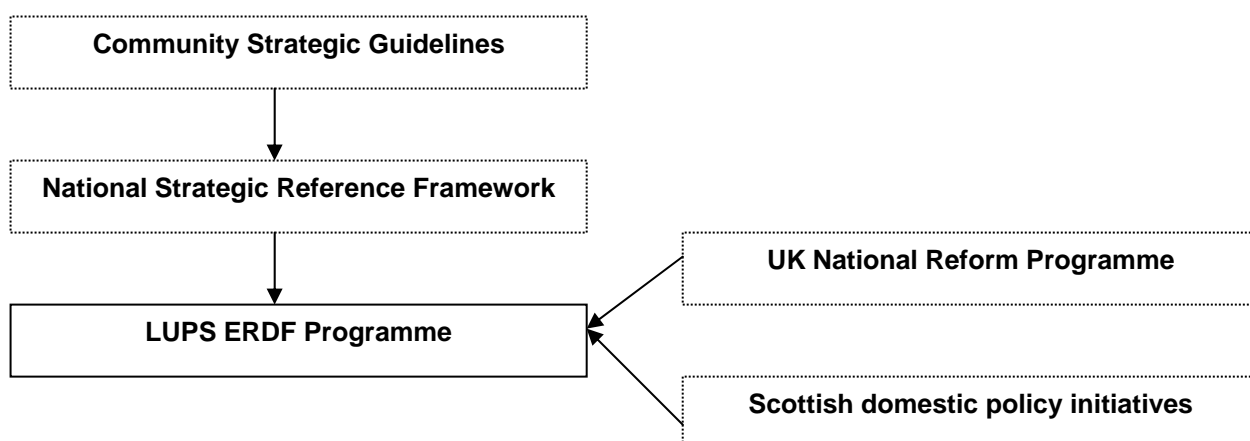 Community Strategic Guidelines
National Strategic Reference Framework
UK National Reform Programme
LUPS ERDF Programme
Scottish domestic policy initiatives